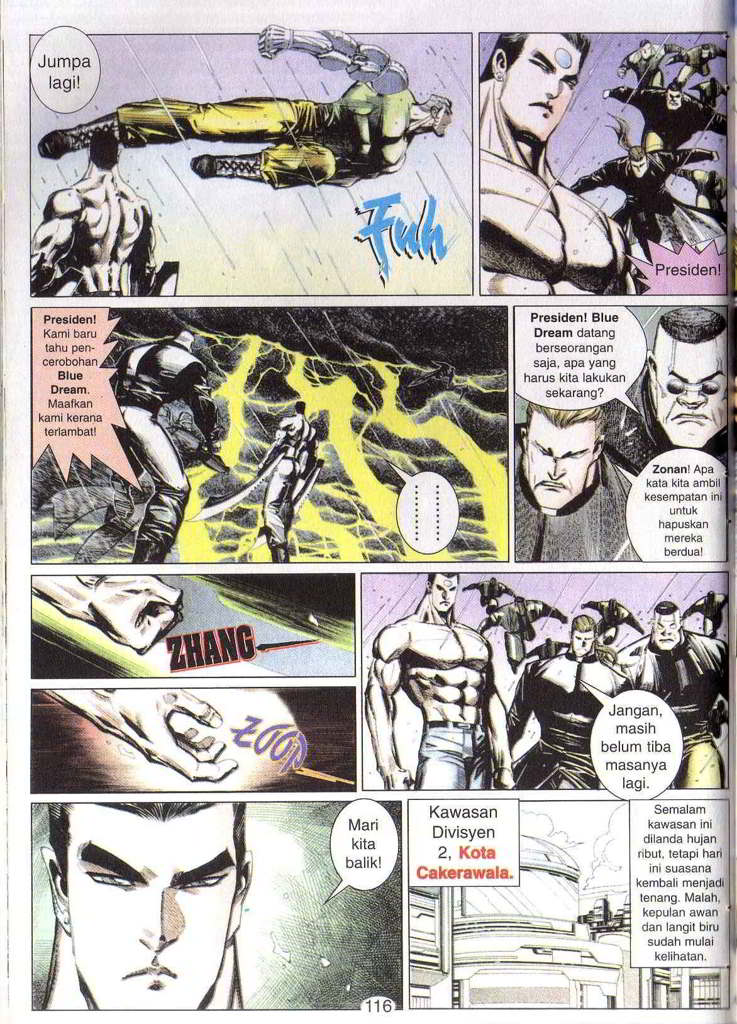 Jumpa
lagi!
Fuh
Presiden!
Presiden!
Kami baru
tahu pen-
cerobohan
Blue
Dream.
Maafkan
kami kerana
terlambat!
Presiden! Blue
Dream datang
berseorangan
saja, apa yang
harus kita lakukan
sekarang?
Zonan! Apa
kata kita ambil
kesempatan ini
untuk
hapuskan
mereka
berdua!
ZHANG
ZOOP
Jangan,
masih
belum tiba
masanya
lagi.
Mari
kita
balik!
Kawasan
Divisyen
2, Kota
Cakerawala.
Semalam
kawasan ini
dilanda hujan
ribut, tetapi hari
ini suasana
kembali menjadi
tenang. Malah,
kepulan awan
dan langit biru
sudah mulai
kelihatan.
116